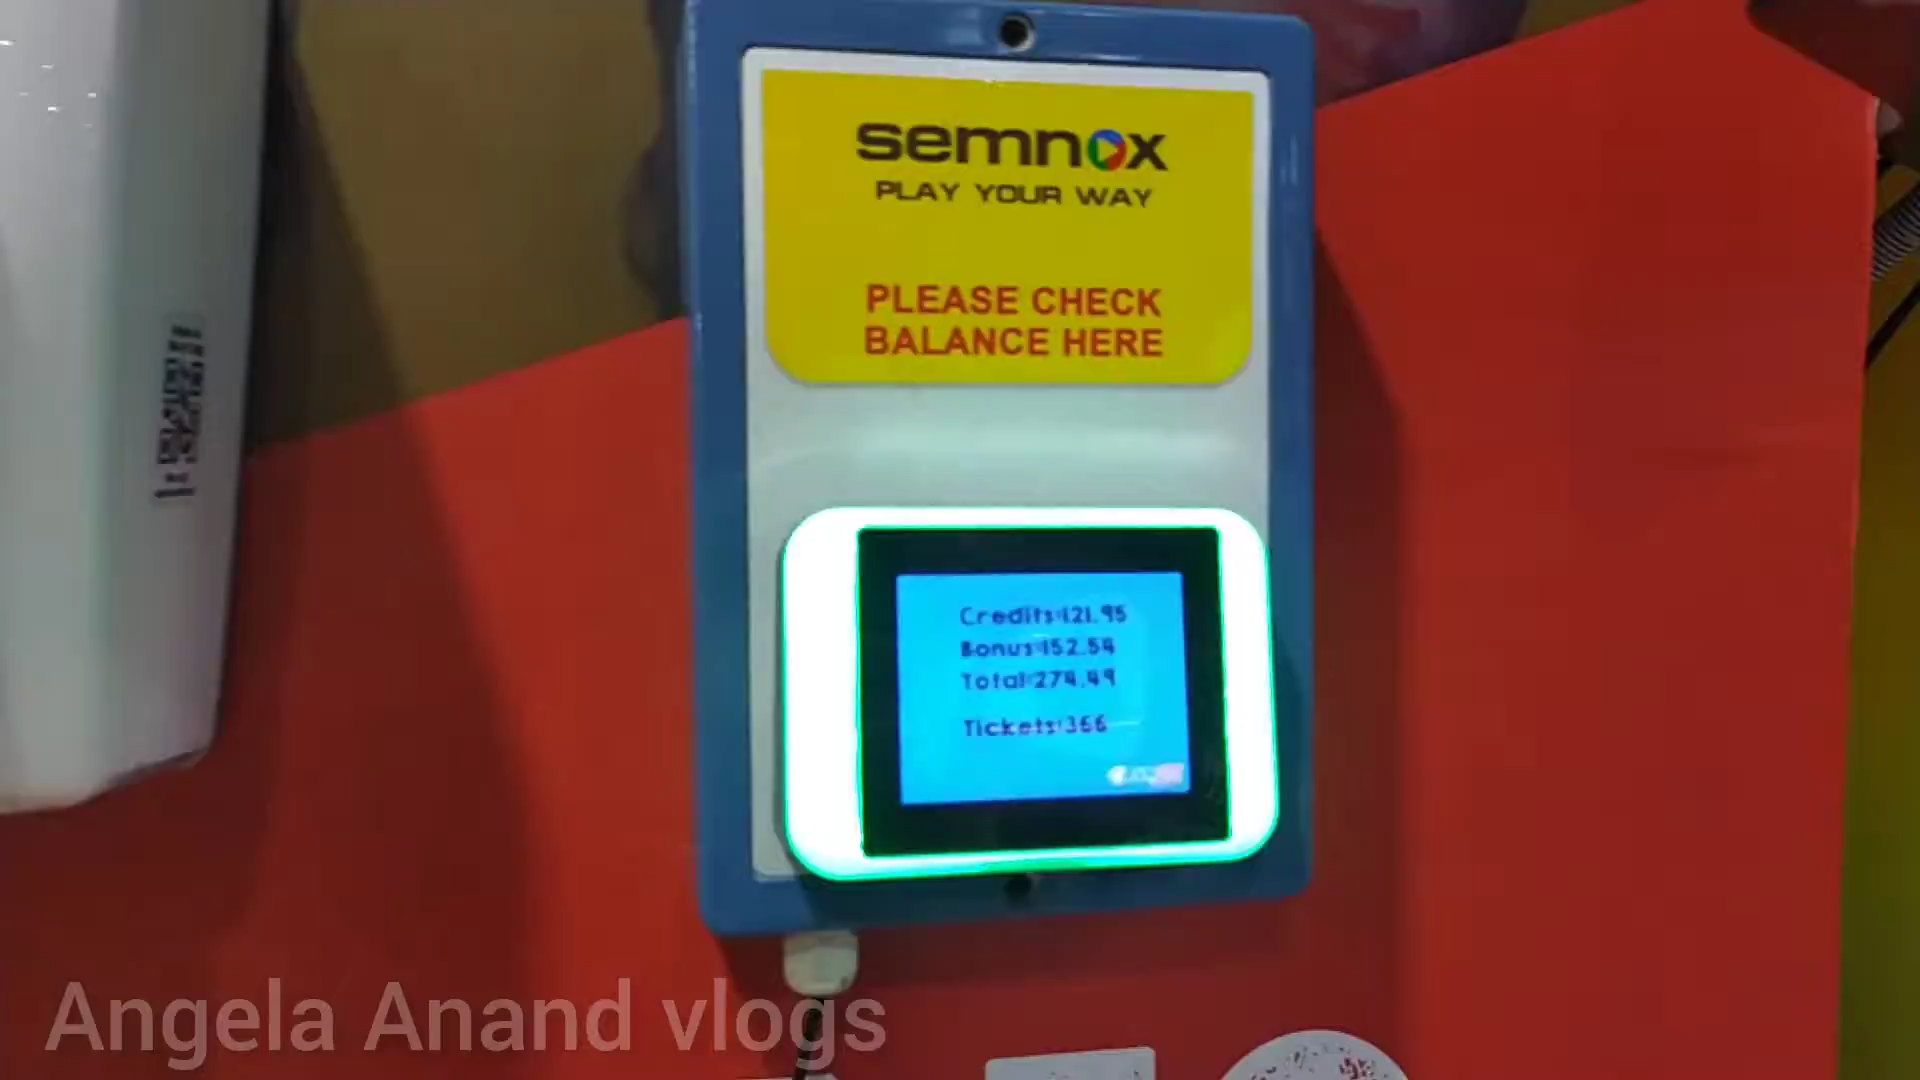 semnox
PLAY YOUR WAY
PLEASE CHECK
BALANCE HERE
Credits:121.95
Bonus:152.54
Total:274.49
Tickets:366
Angela Anand vlogs